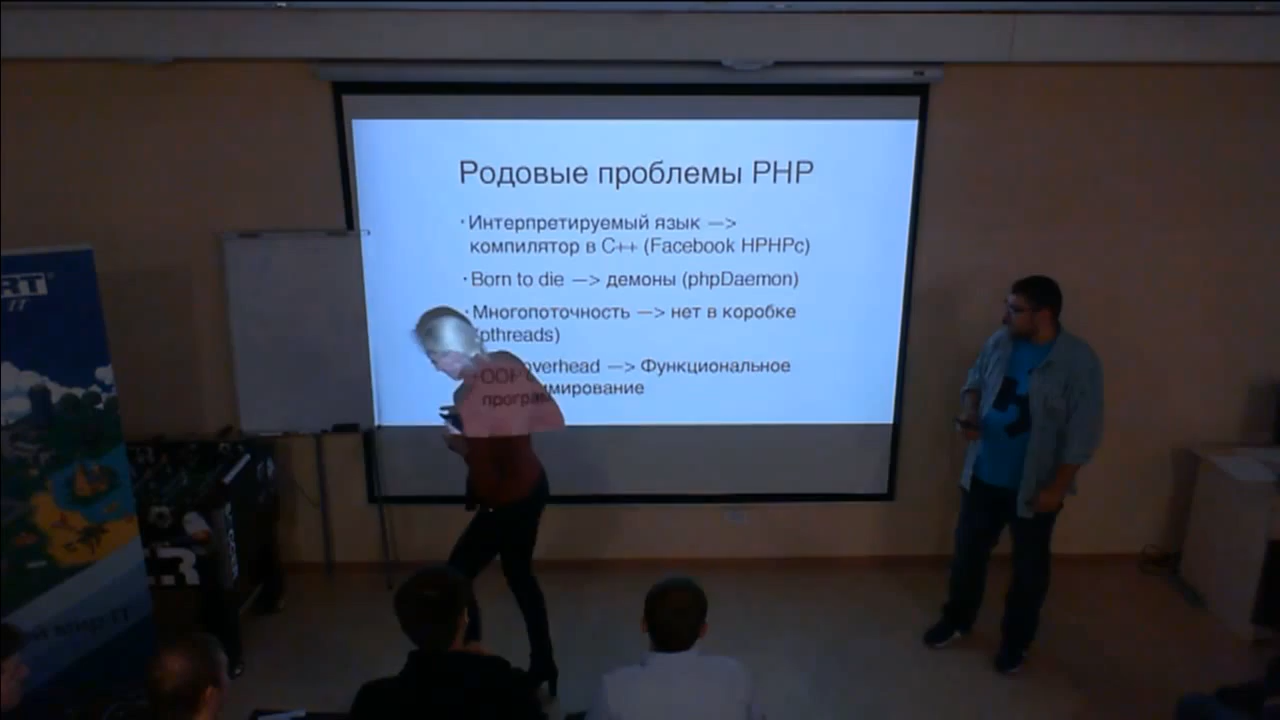 Родовые проблемы PHP
· Интерпретируемый язык —>
компилятор в C++ (Facebook HPHPc)
· Born to die —> демоны (phpDaemon)
· Многопоточность —> нет в коробке
(pthreads)
overhead —> Функциональное